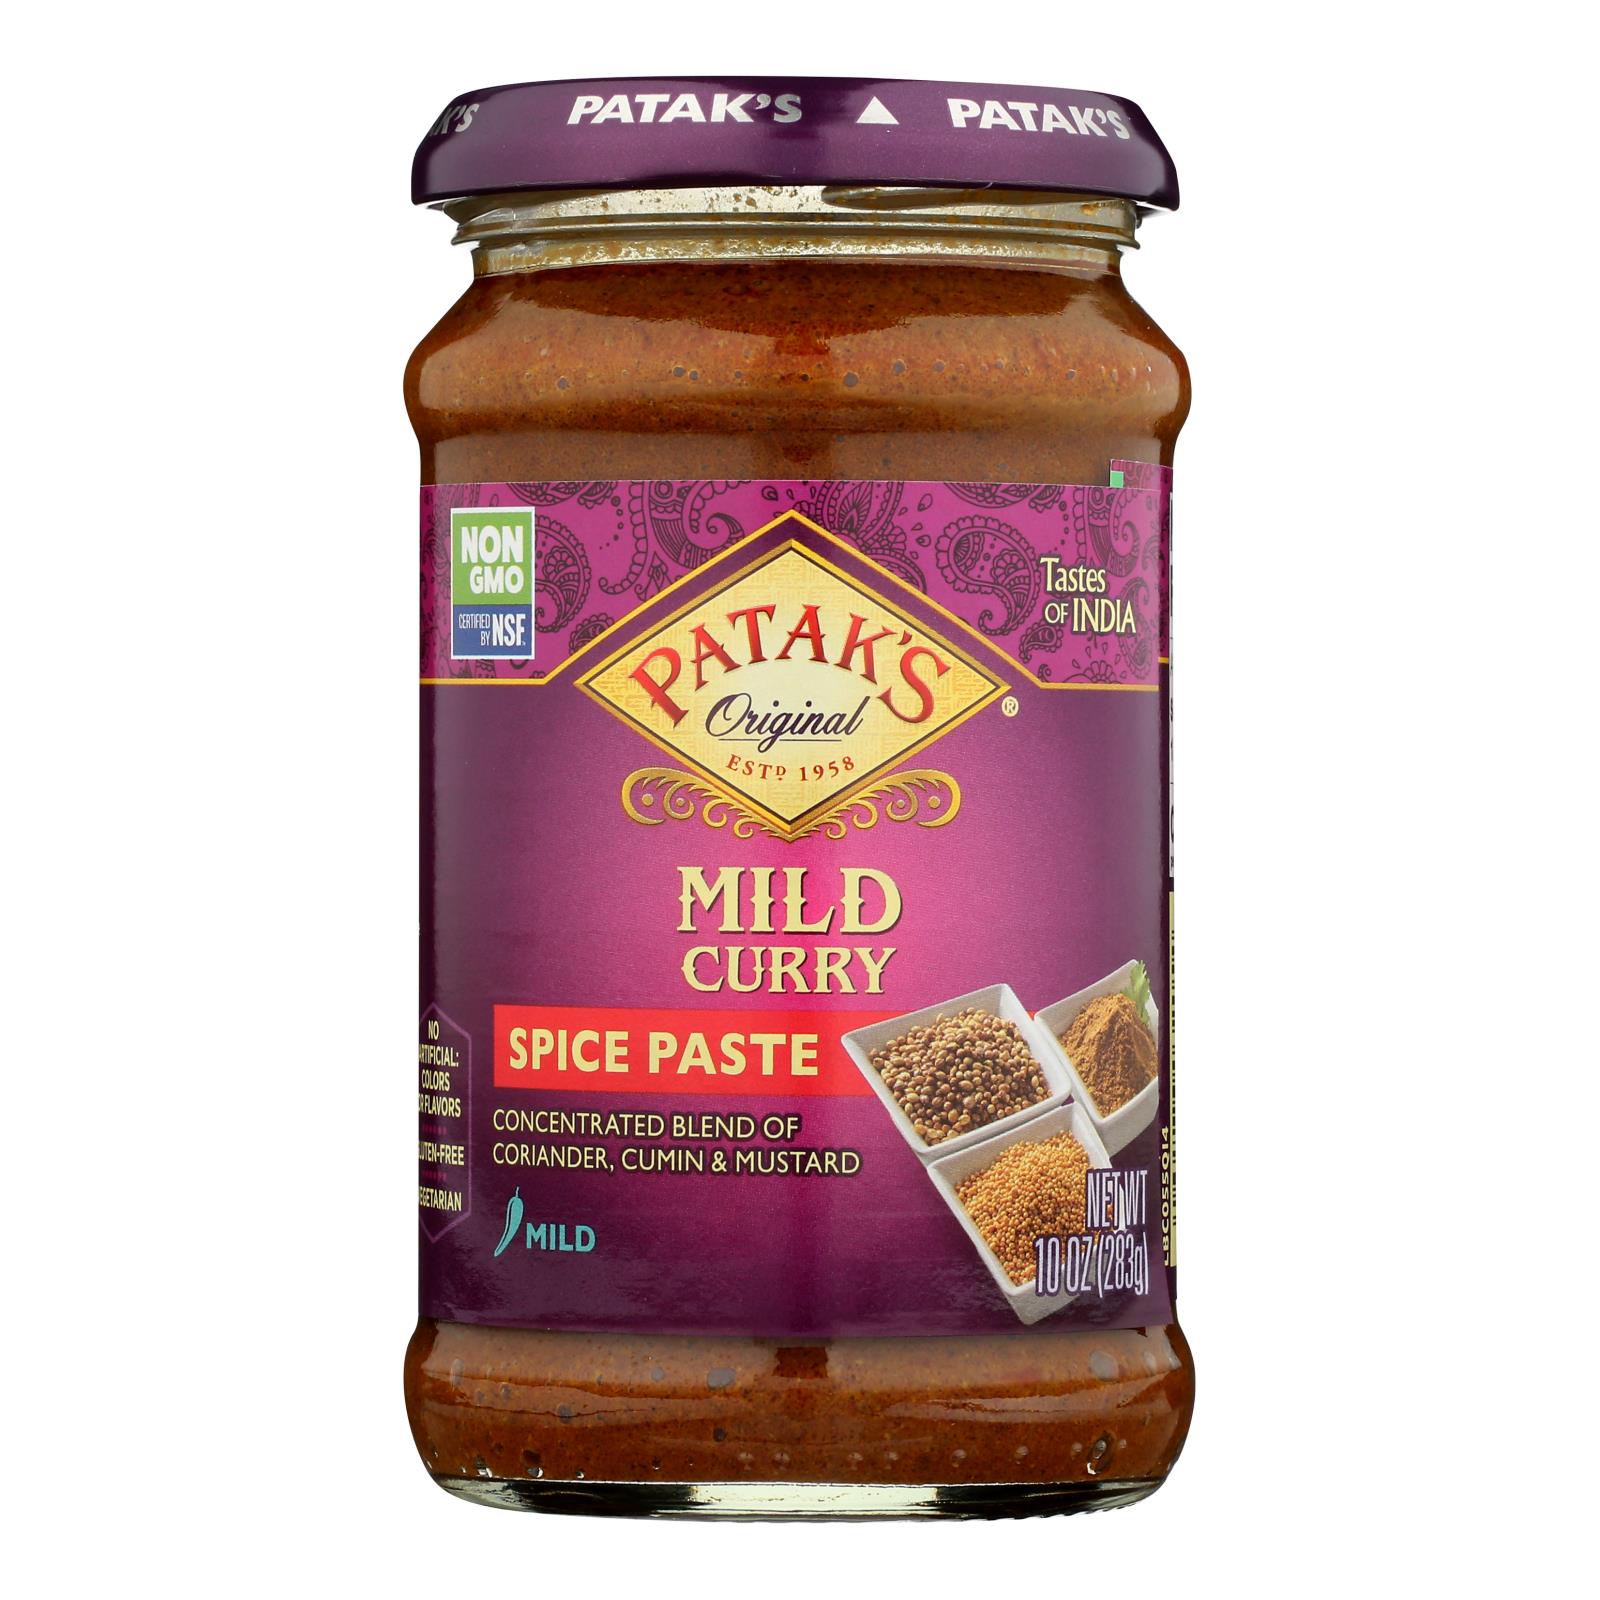 PATAK'S ▲ PATAK'S
NON
GMO
CERTIFIED
BY NSF
Tastes
OF INDIA
PATAK'S
Original
ESTD 1958
®
MILD
CURRY
SPICE PASTE
CONCENTRATED BLEND OF
CORIANDER, CUMIN & MUSTARD
MILD
NO
ARTIFICIAL:
COLORS
OR FLAVORS
GLUTEN-FREE
VEGETARIAN
NET WT
10 OZ (283g)